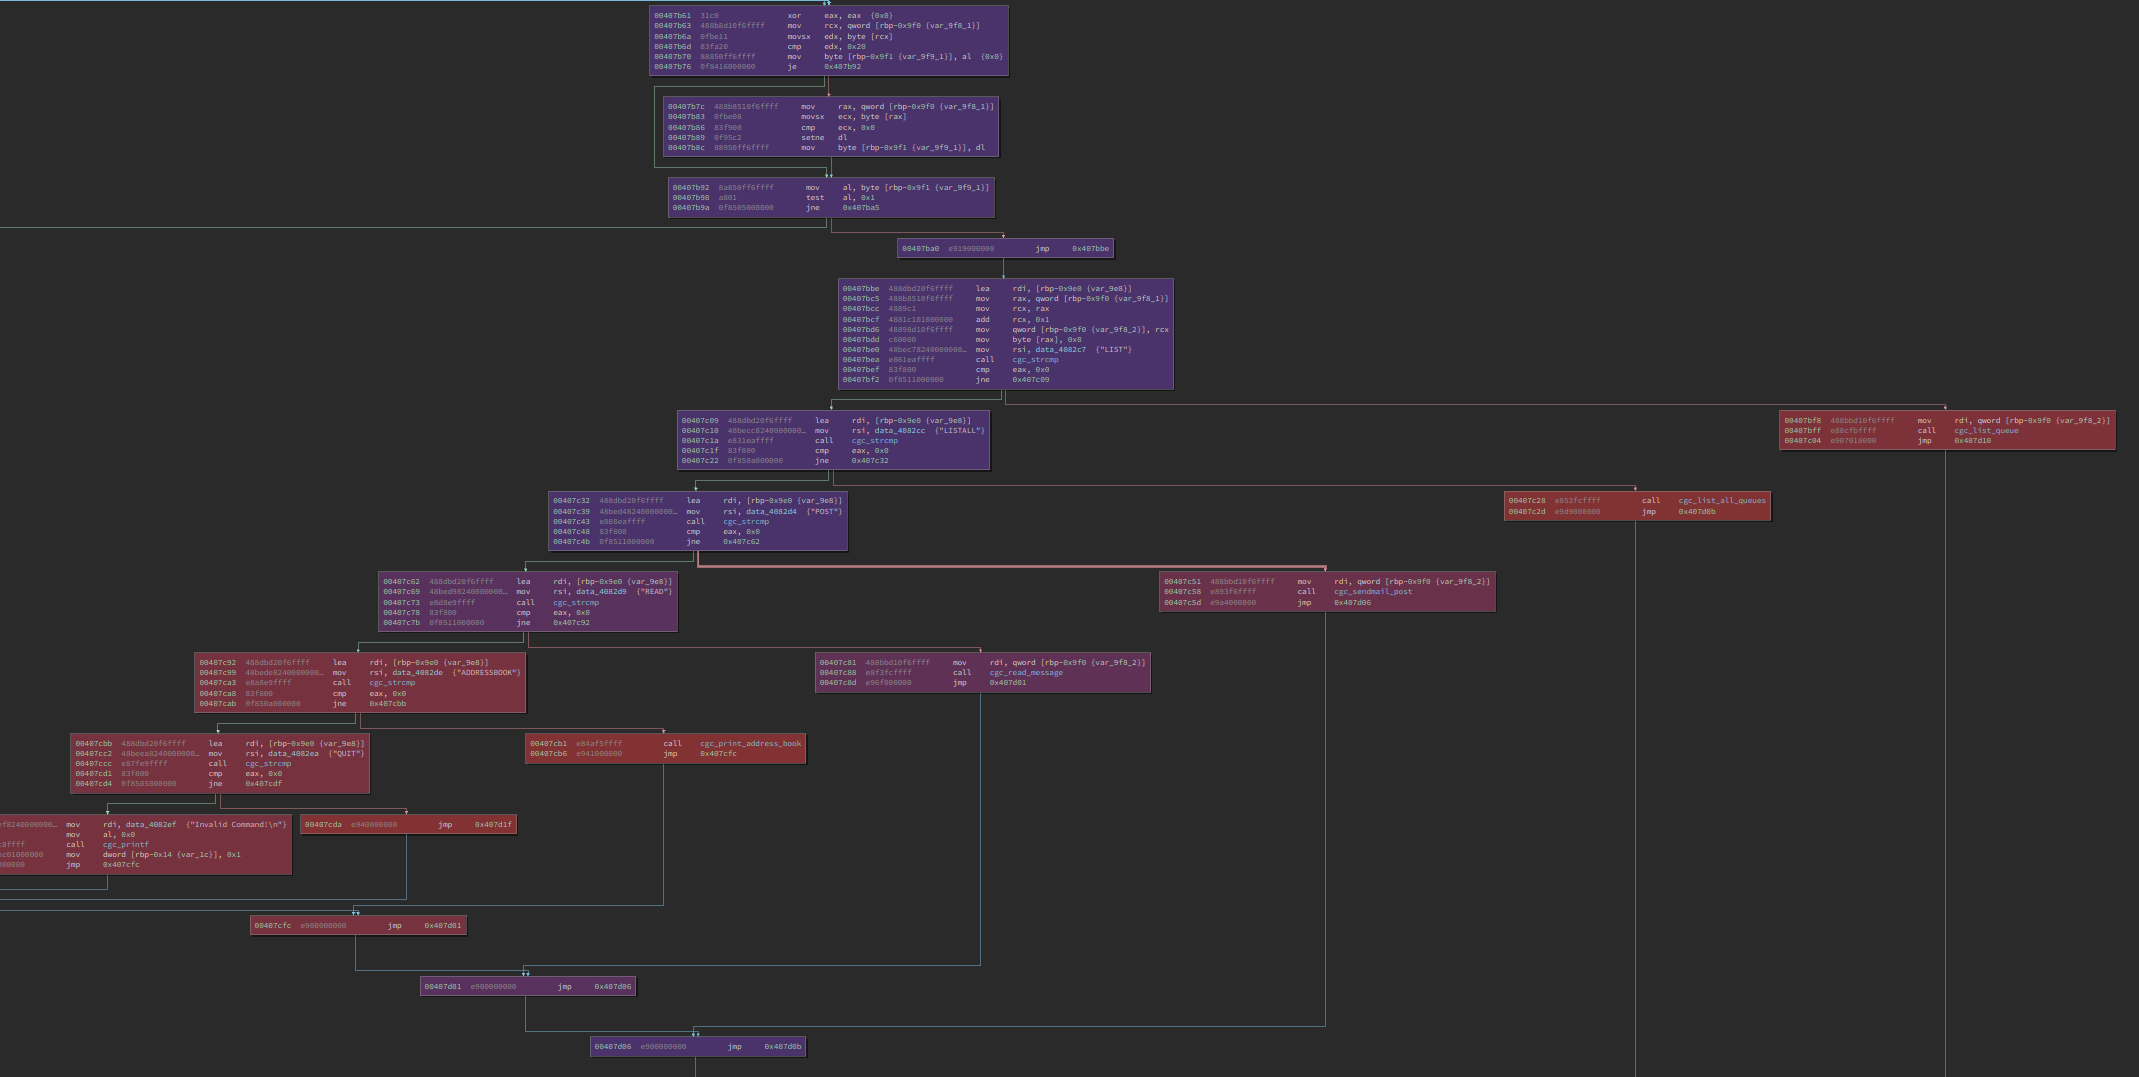 00407b61 31c0 xor eax, eax {0x0}
00407b63 488b8d10f6ffff mov rcx, qword [rbp-0x9f0 {var_9f8_1}]
00407b6a 0fbe11 movsx edx, byte [rcx]
00407b6d 83fa20 cmp edx, 0x20
00407b70 88850ff6ffff mov byte [rbp-0x9f1 {var_9f9_1}], al {0x0}
00407b76 0f8416000000 je 0x407b92
00407b7c 488b8510f6ffff mov rax, qword [rbp-0x9f0 {var_9f8_1}]
00407b83 0fbe08 movsx ecx, byte [rax]
00407b86 83f900 cmp ecx, 0x0
00407b89 0f95c2 setne dl
00407b8c 88950ff6ffff mov byte [rbp-0x9f1 {var_9f9_1}], dl
00407b92 8a850ff6ffff mov al, byte [rbp-0x9f1 {var_9f9_1}]
00407b98 a801 test al, 0x1
00407b9a 0f8505000000 jne 0x407ba5
00407ba0 e919000000 jmp 0x407bbe
00407bbe 488dbd20f6ffff lea rdi, [rbp-0x9e0 {var_9e8}]
00407bc5 488b8510f6ffff mov rax, qword [rbp-0x9f0 {var_9f8_1}]
00407bcc 4889c1 mov rcx, rax
00407bcf 4881c101000000 add rcx, 0x1
00407bd6 48898d10f6ffff mov qword [rbp-0x9f0 {var_9f8_2}], rcx
00407bdd c60000 mov byte [rax], 0x0
00407be0 48bec78240000000… mov rsi, data_4082c7 {"LIST"}
00407bea e861eaffff call cgc_strcmp
00407bef 83f800 cmp eax, 0x0
00407bf2 0f8511000000 jne 0x407c09
00407c09 488dbd20f6ffff lea rdi, [rbp-0x9e0 {var_9e8}]
00407c10 48becc8240000000… mov rsi, data_4082cc {"LISTALL"}
00407c1a e831eaffff call cgc_strcmp
00407c1f 83f800 cmp eax, 0x0
00407c22 0f850a000000 jne 0x407c32
00407bf8 488bbd10f6ffff mov rdi, qword [rbp-0x9f0 {var_9f8_2}]
00407bff e88cfbffff call cgc_list_queue
00407c04 e907010000 jmp 0x407d10
00407c32 488dbd20f6ffff lea rdi, [rbp-0x9e0 {var_9e8}]
00407c39 48bed48240000000… mov rsi, data_4082d4 {"POST"}
00407c43 e808eaffff call cgc_strcmp
00407c48 83f800 cmp eax, 0x0
00407c4b 0f8511000000 jne 0x407c62
00407c28 e853fcffff call cgc_list_all_queues
00407c2d e9d9000000 jmp 0x407d0b
00407c62 488dbd20f6ffff lea rdi, [rbp-0x9e0 {var_9e8}]
00407c69 48bed98240000000… mov rsi, data_4082d9 {"READ"}
00407c73 e8d8e9ffff call cgc_strcmp
00407c78 83f800 cmp eax, 0x0
00407c7b 0f8511000000 jne 0x407c92
00407c51 488bbd10f6ffff mov rdi, qword [rbp-0x9f0 {var_9f8_2}]
00407c58 e893f6ffff call cgc_sendmail_post
00407c5d e9a4000000 jmp 0x407d06
00407c92 488dbd20f6ffff lea rdi, [rbp-0x9e0 {var_9e8}]
00407c99 48bede8240000000… mov rsi, data_4082de {"ADDRESSBOOK"}
00407ca3 e8a8e9ffff call cgc_strcmp
00407ca8 83f800 cmp eax, 0x0
00407cab 0f850a000000 jne 0x407cbb
00407c81 488bbd10f6ffff mov rdi, qword [rbp-0x9f0 {var_9f8_2}]
00407c88 e8f3fcffff call cgc_read_message
00407c8d e96f000000 jmp 0x407d01
00407cbb 488dbd20f6ffff lea rdi, [rbp-0x9e0 {var_9e8}]
00407cc2 48beea8240000000… mov rsi, data_4082ea {"QUIT"}
00407ccc e87fe9ffff call cgc_strcmp
00407cd1 83f800 cmp eax, 0x0
00407cd4 0f8505000000 jne 0x407cdf
00407cb1 e84af5ffff call cgc_print_address_book
00407cb6 e941000000 jmp 0x407cfc
ef8240000000… mov rdi, data_4082ef {"Invalid Command!\n"}
mov al, 0x0
c8ffff call cgc_printf
ec01000000 mov dword [rbp-0x14 {var_1c}], 0x1
000000 jmp 0x407cfc
00407cda e940000000 jmp 0x407d1f
00407cfc e900000000 jmp 0x407d01
00407d01 e900000000 jmp 0x407d06
00407d06 e900000000 jmp 0x407d0b